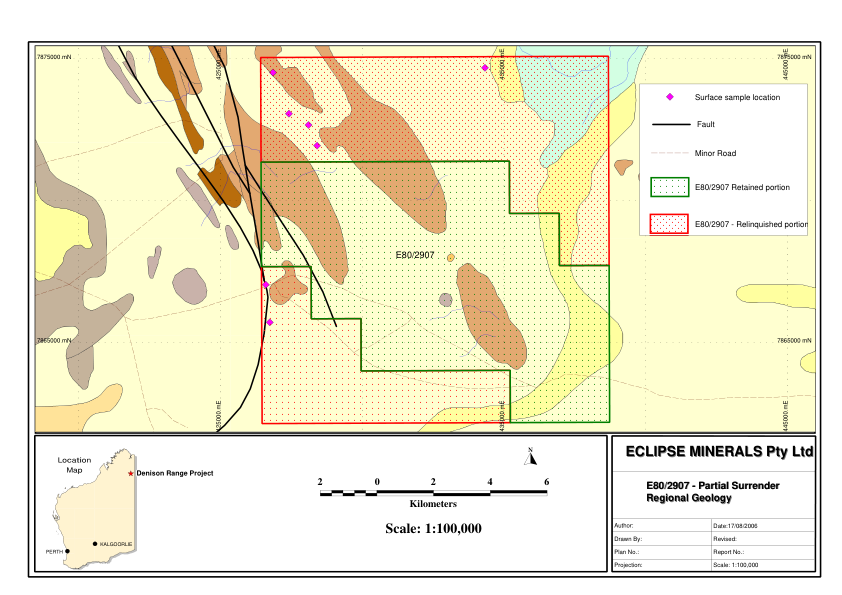 7875000 mN
425000 mE
435000 mE
445000 mE
7875000 mN
Surface sample location
Fault
Minor Road
E80/2907 Retained portion
E80/2907 - Relinquished portion
E80/2907
7865000 mN
7865000 mN
425000 mE
435000 mE
445000 mE
Location
Map
Denison Range Project
KALGOORLIE
PERTH
N
2 0 2 4 6
Kilometers
Scale: 1:100,000
ECLIPSE MINERALS Pty Ltd
E80/2907 - Partial Surrender
Regional Geology
Author: Date:17/08/2006
Drawn By: Revised:
Plan No.: Report No.:
Projection: Scale: 1:100,000